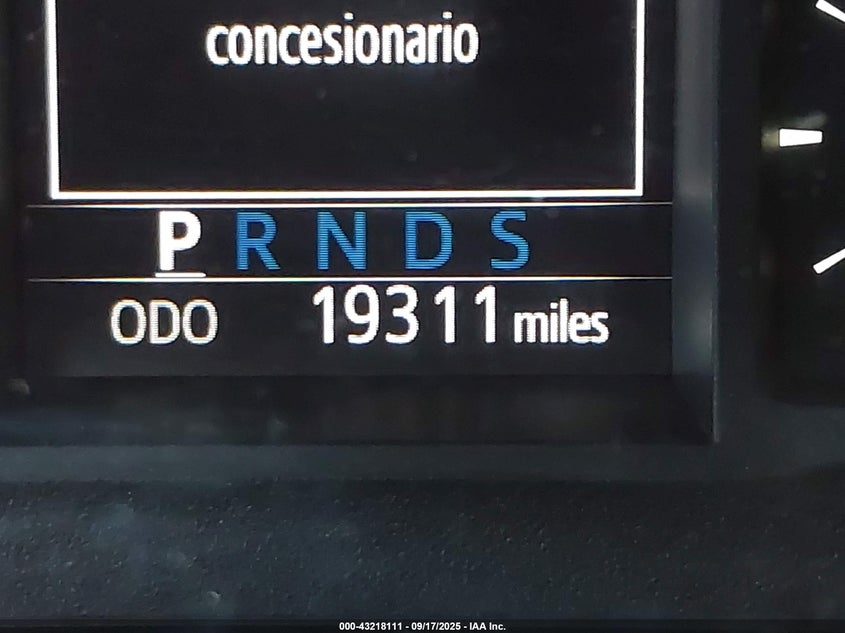 concesionario
P R N D S
ODO 19311 miles
000-43218111 - 09/17/2025 - IAA Inc.